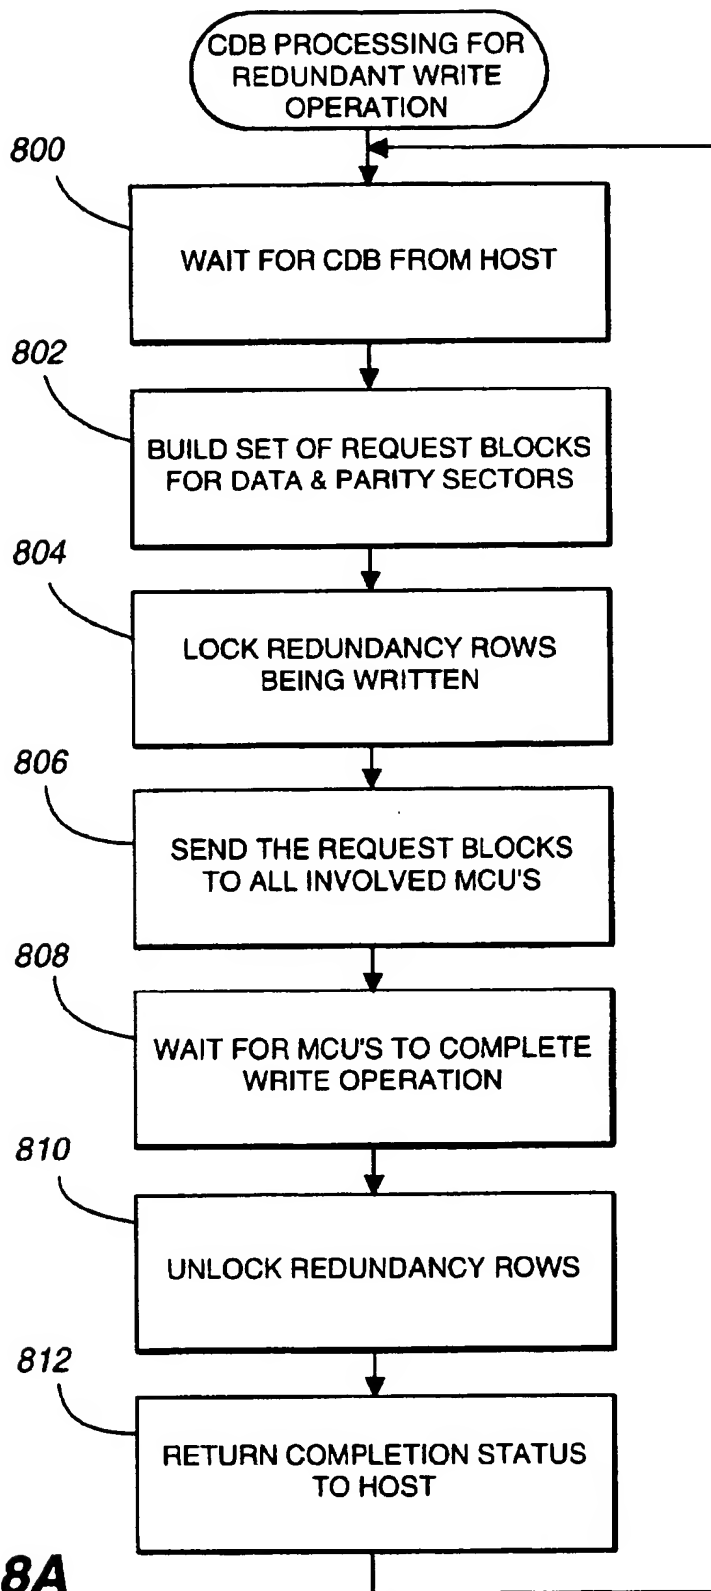 CDB PROCESSING FOR
REDUNDANT WRITE
OPERATION
800
WAIT FOR CDB FROM HOST
802
BUILD SET OF REQUEST BLOCKS
FOR DATA & PARITY SECTORS
804
LOCK REDUNDANCY ROWS
BEING WRITTEN
806
SEND THE REQUEST BLOCKS
TO ALL INVOLVED MCU'S
808
WAIT FOR MCU'S TO COMPLETE
WRITE OPERATION
810
UNLOCK REDUNDANCY ROWS
812
RETURN COMPLETION STATUS
TO HOST
8A